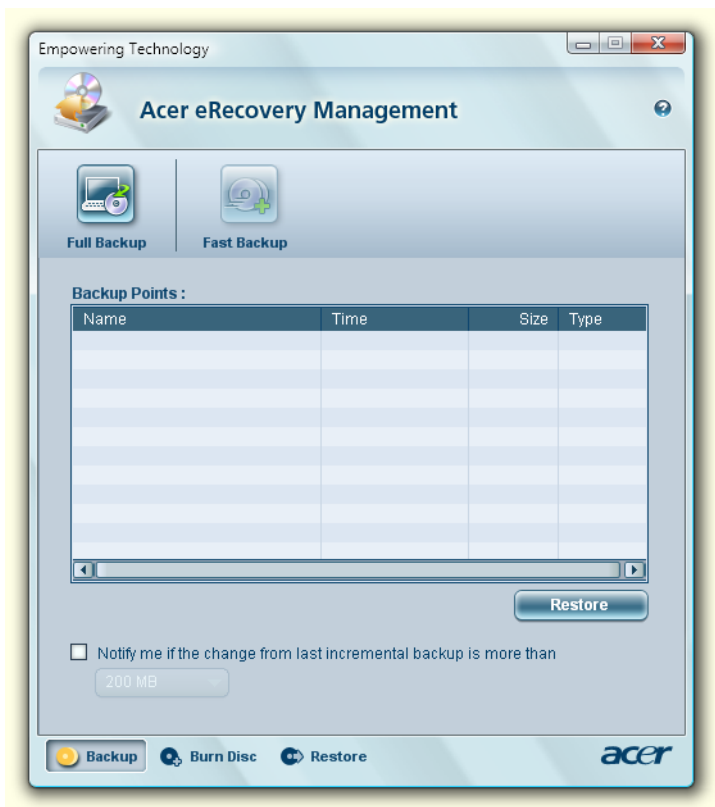 Empowering Technology
Acer eRecovery Management
Full Backup
Fast Backup
Backup Points :
Name Time Size Type
Restore
Notify me if the change from last incremental backup is more than
200 MB
Backup Burn Disc Restore acer